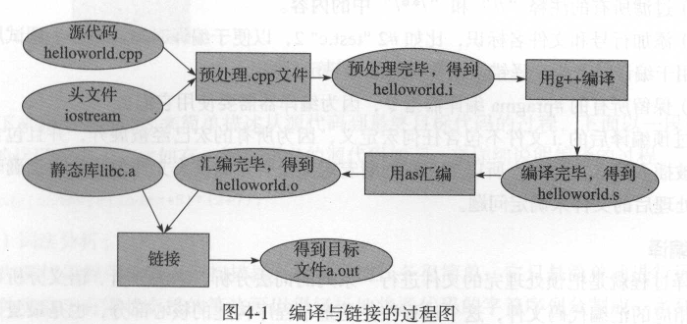 源代码
helloworld.cpp
头文件
iostream
预处理.cpp文件
预处理完毕，得到
helloworld.i
用g++编译
编译完毕，得到
helloworld.s
用as汇编
汇编完毕，得到
helloworld.o
静态库libc.a
链接
得到目标
文件a.out
图 4-1 编译与链接的过程图